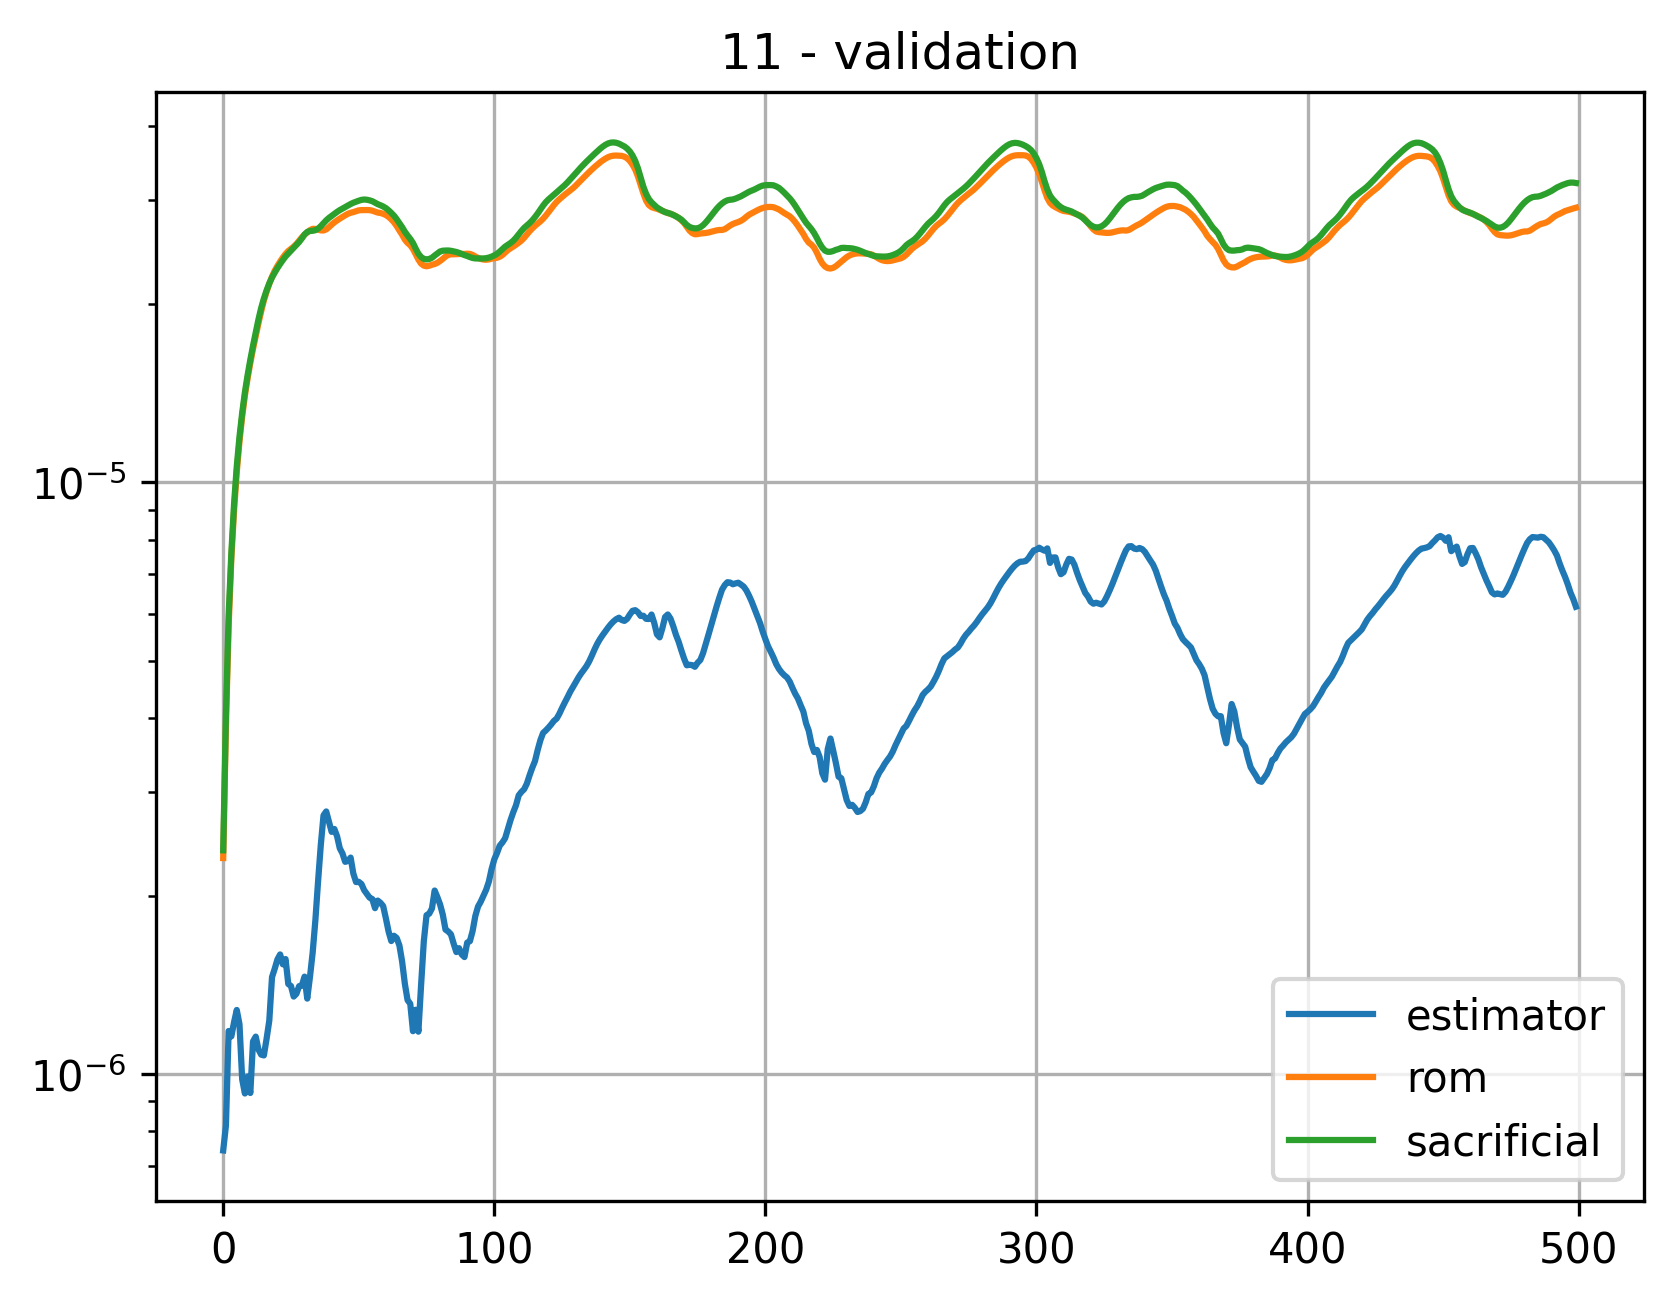 11 - validation
10⁻⁵
10⁻⁶
0 100 200 300 400 500
estimator
rom
sacrificial